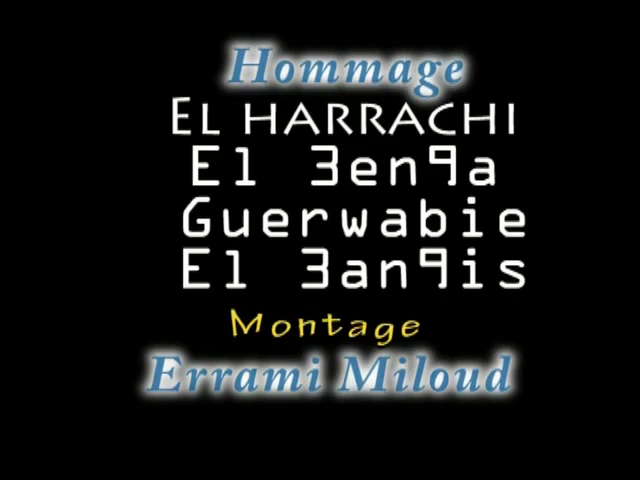 Hommage
EL HARRACHI
El 3en9a
Guerwabie
El 3an9is
Montage
Errami Miloud